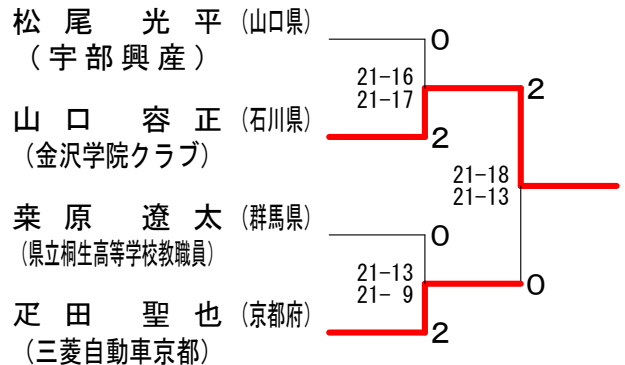 松尾 光平 (山口県)
(宇部興産)
0
21-16
21-17
2
山口 容正 (石川県)
(金沢学院クラブ)
2
21-18
21-13
桒原 遼太 (群馬県)
(県立桐生高等学校教職員)
0
21-13
21- 9
0
疋田 聖也 (京都府)
(三菱自動車京都)
2